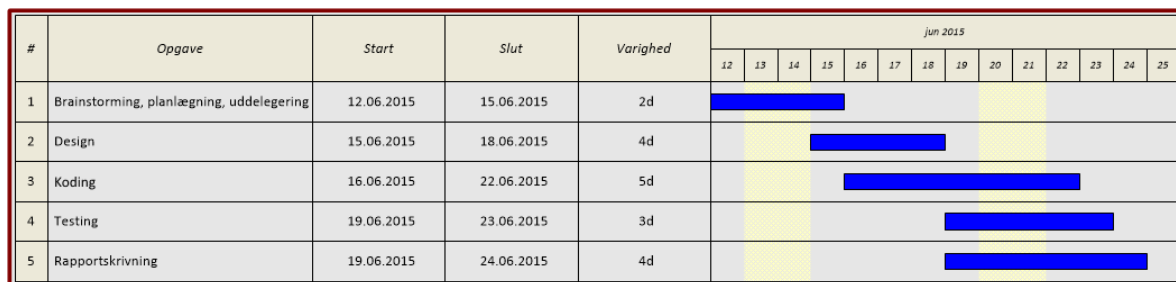 # Opgave Start Slut Varighed jun 2015
12 13 14 15 16 17 18 19 20 21 22 23 24 25
1 Brainstorming, planlægning, uddelegering 12.06.2015 15.06.2015 2d
2 Design 15.06.2015 18.06.2015 4d
3 Koding 16.06.2015 22.06.2015 5d
4 Testing 19.06.2015 23.06.2015 3d
5 Rapportskrivning 19.06.2015 24.06.2015 4d